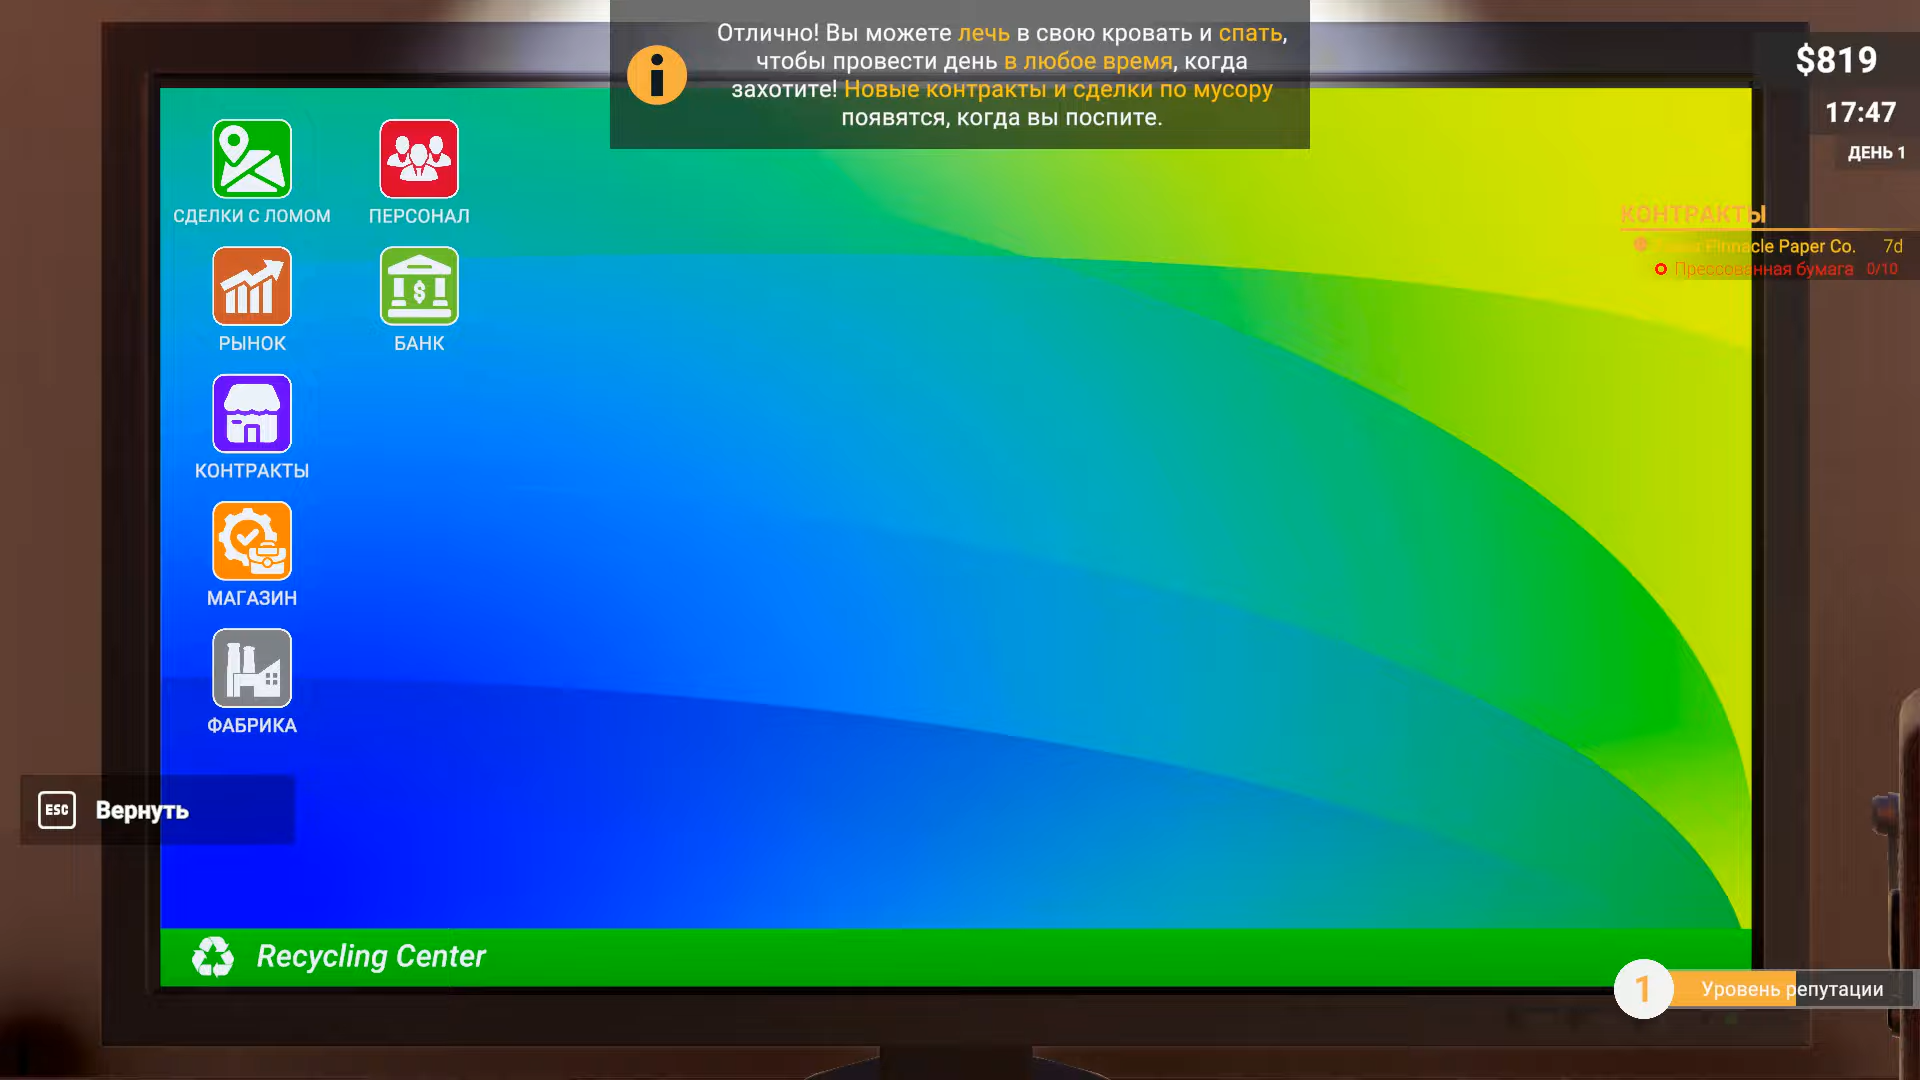 Отлично! Вы можете лечь в свою кровать и спать,
чтобы провести день в любое время, когда
захотите! Новые контракты и сделки по мусору
появятся, когда вы поспите.
$819
17:47
ДЕНЬ 1
СДЕЛКИ С ЛОМОМ
ПЕРСОНАЛ
КОНТРАКТЫ
Pinnacle Paper Co. 7d
Прессованная бумага 0/10
РЫНОК
БАНК
КОНТРАКТЫ
МАГАЗИН
ФАБРИКА
ESC Вернуть
Recycling Center
1 Уровень репутации